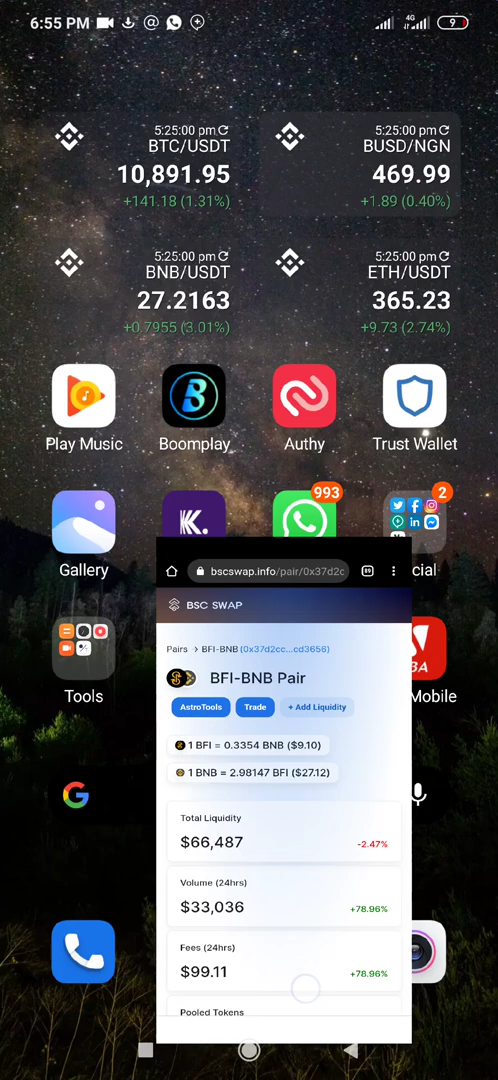 6:55 PM
4G
9
5:25:00 pm
BTC/USDT
10,891.95
+141.18 (1.31%)
5:25:00 pm
BUSD/NGN
469.99
+1.89 (0.40%)
5:25:00 pm
BNB/USDT
27.2163
+0.7955 (3.01%)
5:25:00 pm
ETH/USDT
365.23
+9.73 (2.74%)
Play Music
Boomplay
Authy
Trust Wallet
K.
993
2
Gallery
cial
bscswap.info/pair/0x37d2c
89
BSC SWAP
Pairs → BFI-BNB (0x37d2cc...cd3656)
BFI-BNB Pair
AstroTools
Trade
+ Add Liquidity
1 BFI = 0.3354 BNB ($9.10)
1 BNB = 2.98147 BFI ($27.12)
Total Liquidity
$66,487
-2.47%
Volume (24hrs)
$33,036
+78.96%
Fees (24hrs)
$99.11
+78.96%
Pooled Tokens
Tools
BA
Mobile